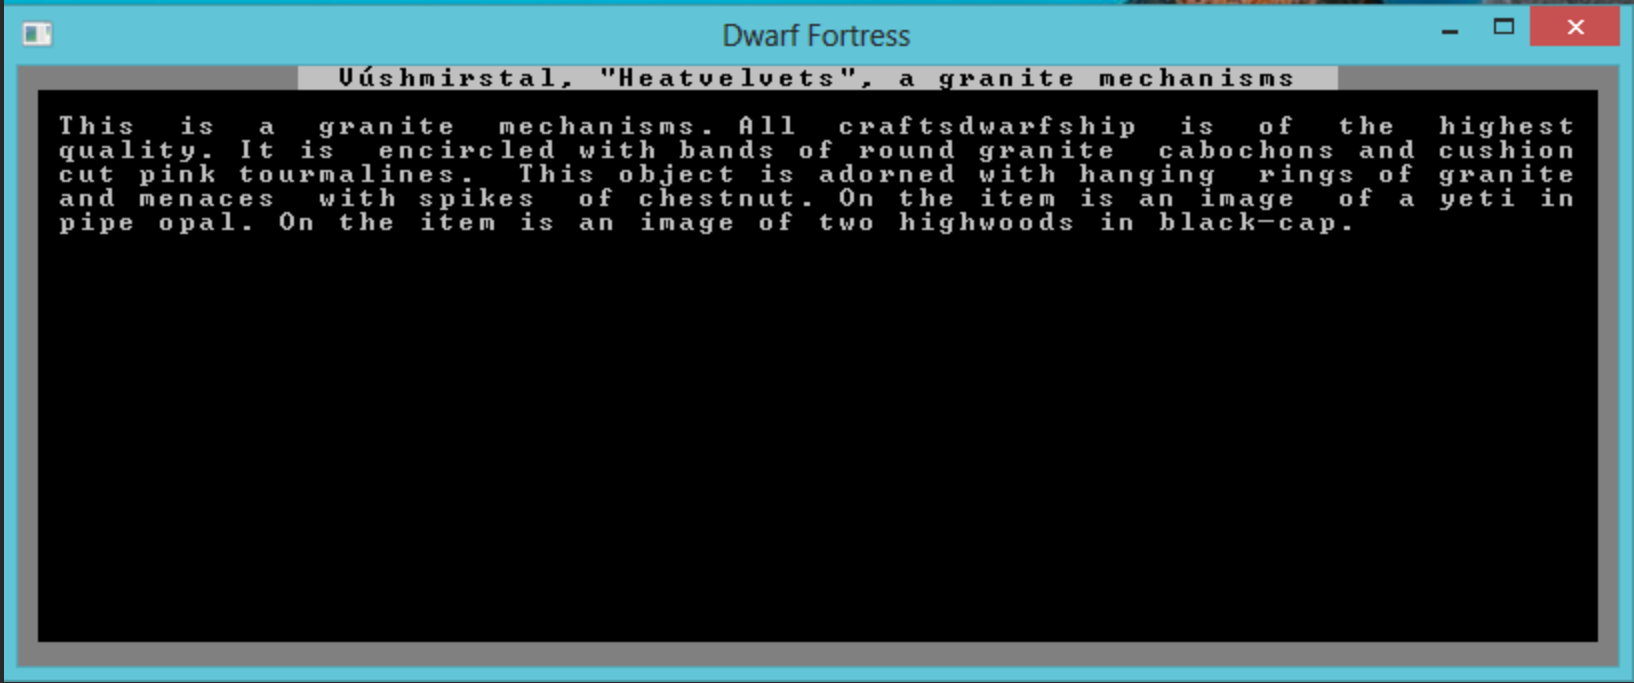 Dwarf Fortress
Vúshmirstal, "Heatvelvets", a granite mechanisms
This is a granite mechanisms. All craftsdwarfship is of the highest
quality. It is encircled with bands of round granite cabochons and cushion
cut pink tourmalines. This object is adorned with hanging rings of granite
and menaces with spikes of chestnut. On the item is an image of a yeti in
pipe opal. On the item is an image of two highwoods in black-cap.